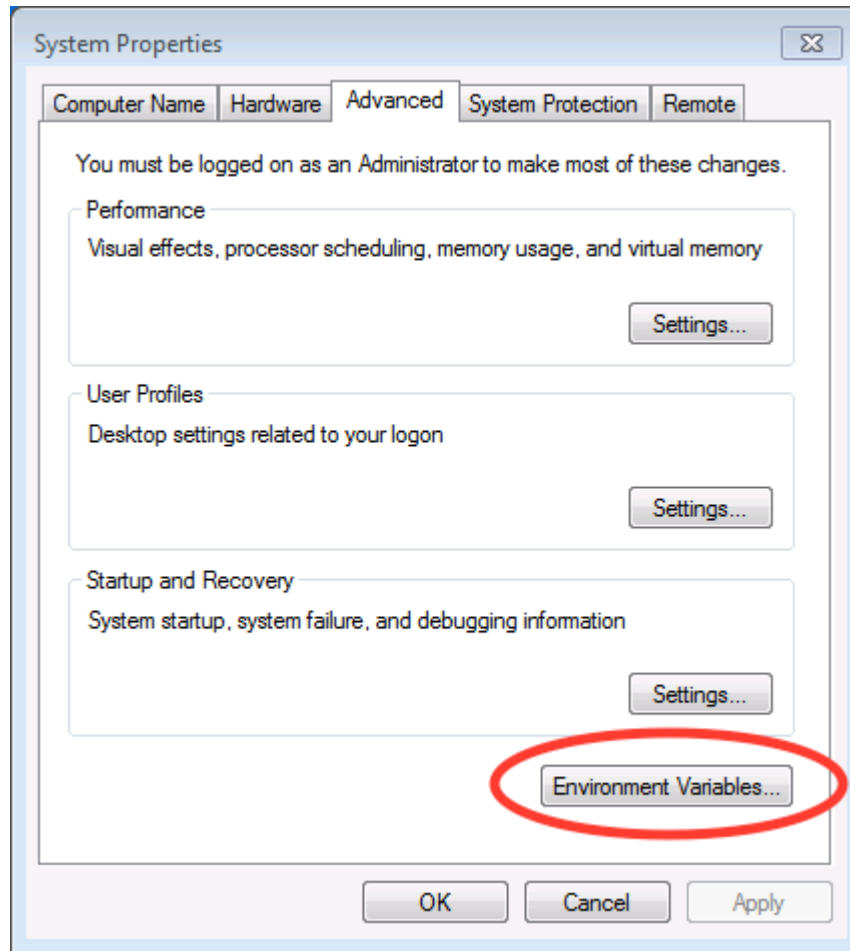 System Properties
Computer Name Hardware Advanced System Protection Remote
You must be logged on as an Administrator to make most of these changes.
Performance
Visual effects, processor scheduling, memory usage, and virtual memory
Settings...
User Profiles
Desktop settings related to your logon
Settings...
Startup and Recovery
System startup, system failure, and debugging information
Settings...
Environment Variables...
OK Cancel Apply